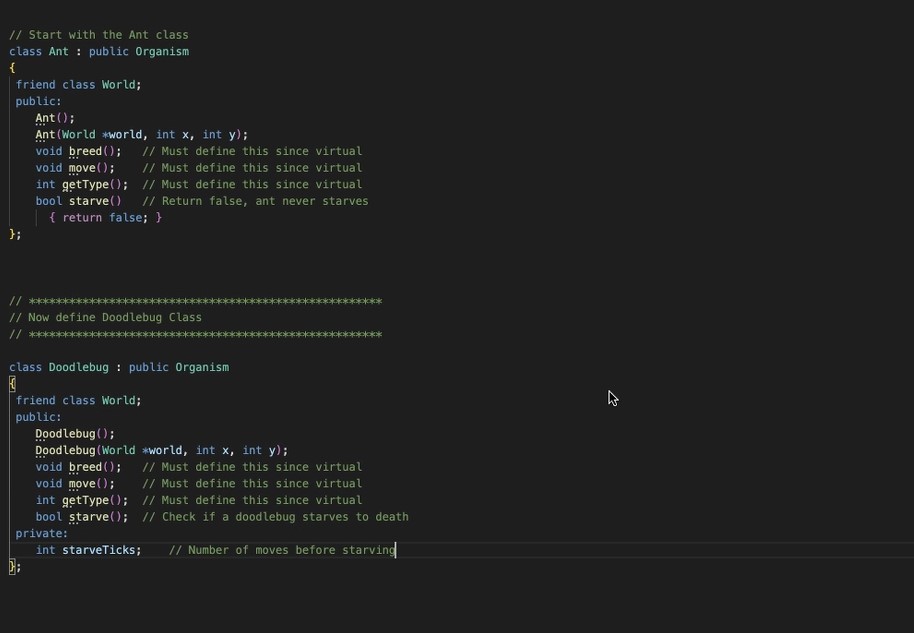 // Start with the Ant class
class Ant : public Organism
{
 friend class World;
 public:
    Ant();
    Ant(World *world, int x, int y);
    void breed();   // Must define this since virtual
    void move();    // Must define this since virtual
    int getType();  // Must define this since virtual
    bool starve()   // Return false, ant never starves
      { return false; }
};
// *****************************************************
// Now define Doodlebug Class
// *****************************************************
class Doodlebug : public Organism
{
 friend class World;
 public:
    Doodlebug();
    Doodlebug(World *world, int x, int y);
    void breed();   // Must define this since virtual
    void move();    // Must define this since virtual
    int getType();  // Must define this since virtual
    bool starve();  // Check if a doodlebug starves to death
 private:
    int starveTicks;    // Number of moves before starving
};